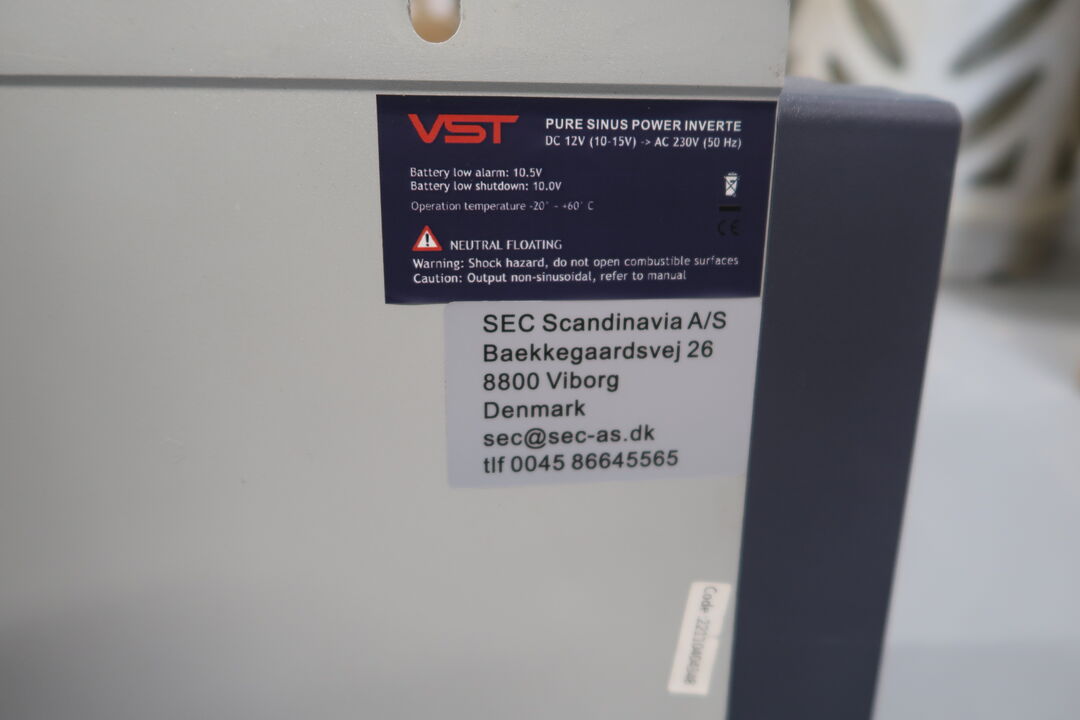 VST
PURE SINUS POWER INVERTE
DC 12V (10-15V) -> AC 230V (50 Hz)
Battery low alarm: 10.5V
Battery low shutdown: 10.0V
Operation temperature -20° - +60° C
CE
NEUTRAL FLOATING
Warning: Shock hazard, do not open combustible surfaces
Caution: Output non-sinusoidal, refer to manual
SEC Scandinavia A/S
Baekkegaardsvej 26
8800 Viborg
Denmark
sec@sec-as.dk
tlf 0045 86645565
Code